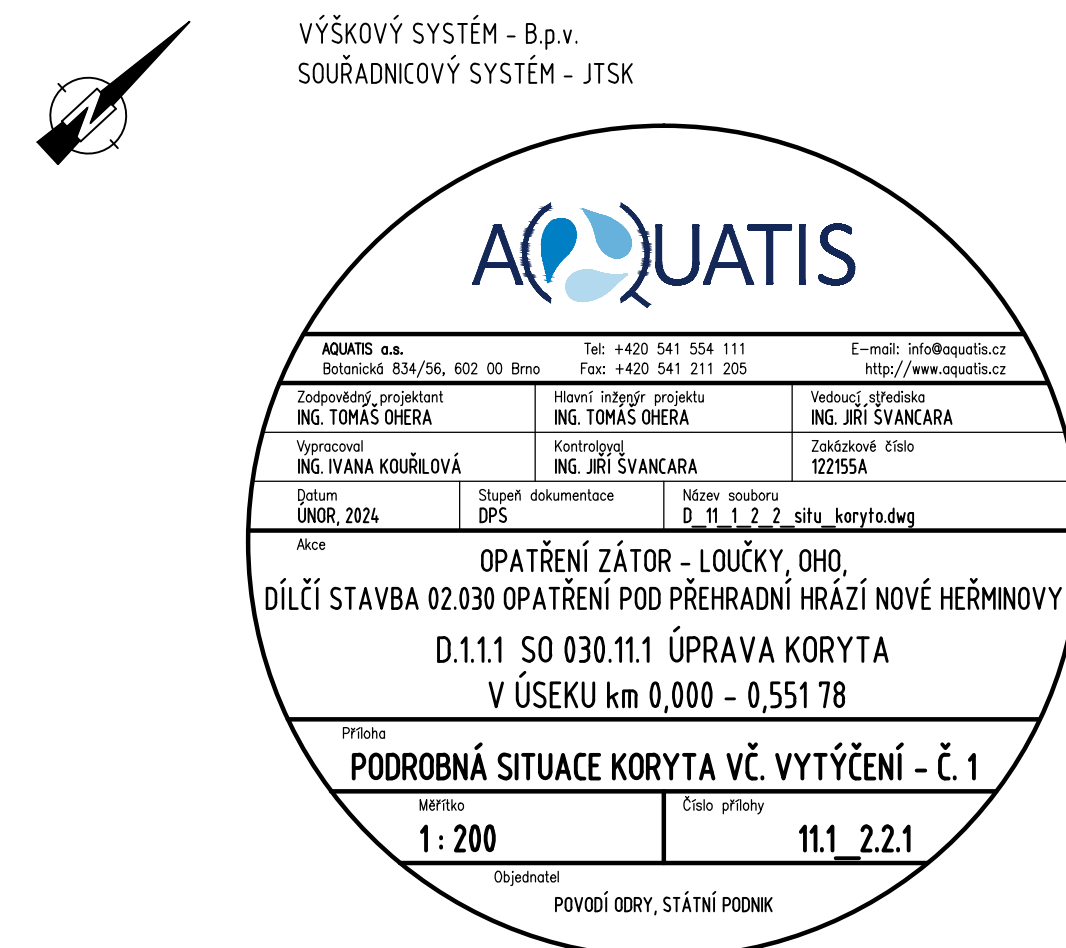 VÝŠKOVÝ SYSTÉM - B.p.v.
SOUŘADNICOVÝ SYSTÉM - JTSK
N
AQUATIS
AQUATIS a.s. Tel: +420 541 554 111 E-mail: info@aquatis.cz
Botanická 834/56, 602 00 Brno Fax: +420 541 211 205 http://www.aquatis.cz
Zodpovědný projektant Hlavní inženýr projektu Vedoucí střediska
ING. TOMÁŠ OHERA ING. TOMÁŠ OHERA ING. JIŘÍ ŠVANCARA
Vypracoval Kontroloval Zakázkové číslo
ING. IVANA KOUŘILOVÁ ING. JIŘÍ ŠVANCARA 122155A
Datum Stupeň dokumentace Název souboru
ÚNOR, 2024 DPS D_11_1_2_2_situ_koryto.dwg
Akce
OPATŘENÍ ZÁTOR - LOUČKY, OHO,
DÍLČÍ STAVBA 02.030 OPATŘENÍ POD PŘEHRADNÍ HRÁZÍ NOVÉ HEŘMINOVY
D.1.1.1 SO 030.11.1 ÚPRAVA KORYTA
V ÚSEKU km 0,000 - 0,551 78
Příloha
PODROBNÁ SITUACE KORYTA VČ. VYTÝČENÍ - Č. 1
Měřítko Číslo přílohy
1 : 200 11.1_2.2.1
Objednatel
POVODÍ ODRY, STÁTNÍ PODNIK